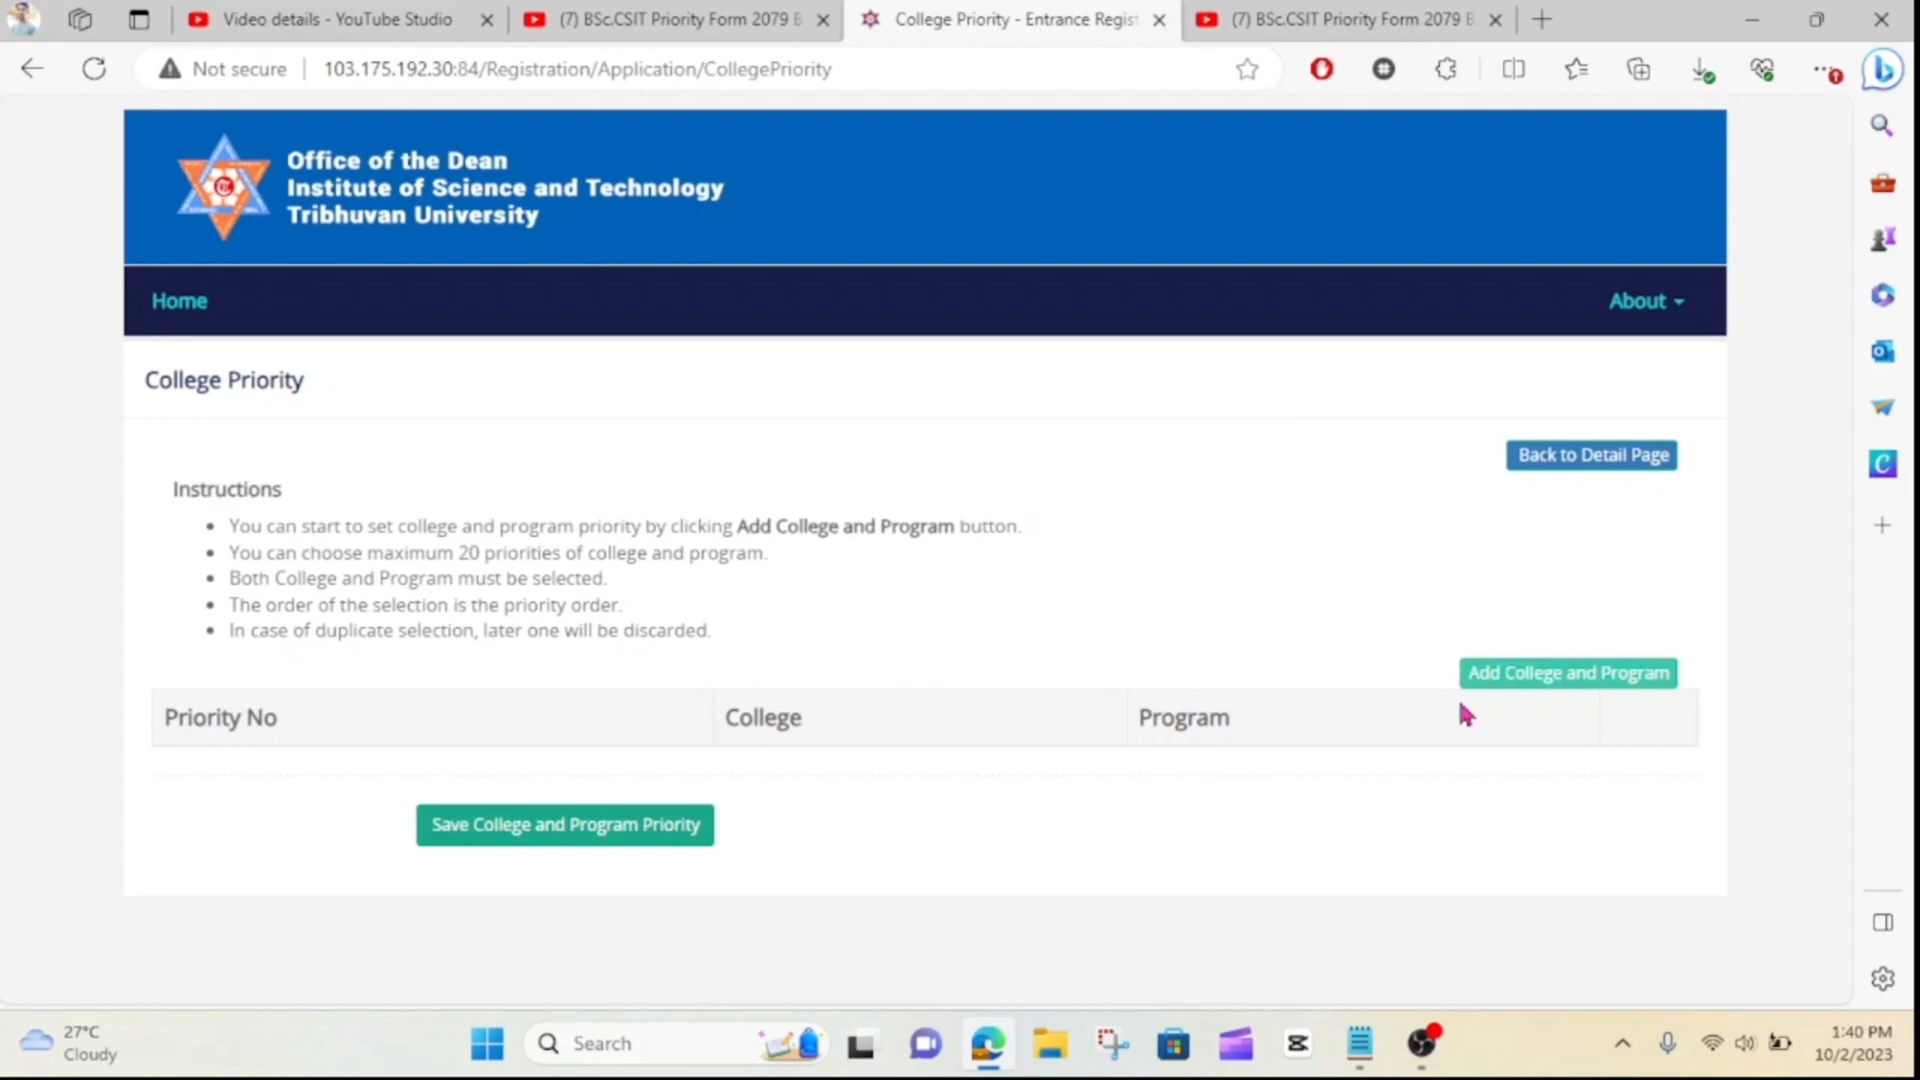 Video details - YouTube Studio
(7) BSc.CSIT Priority Form 2079 B
College Priority - Entrance Regist
(7) BSc.CSIT Priority Form 2079 B
Not secure
103.175.192.30:84/Registration/Application/CollegePriority
Office of the Dean
Institute of Science and Technology
Tribhuvan University
Home
About
College Priority
Back to Detail Page
Instructions
• You can start to set college and program priority by clicking Add College and Program button.
• You can choose maximum 20 priorities of college and program.
• Both College and Program must be selected.
• The order of the selection is the priority order.
• In case of duplicate selection, later one will be discarded.
Add College and Program
Priority No College Program
Save College and Program Priority
27°C
Cloudy
Search
1:40 PM
10/2/2023